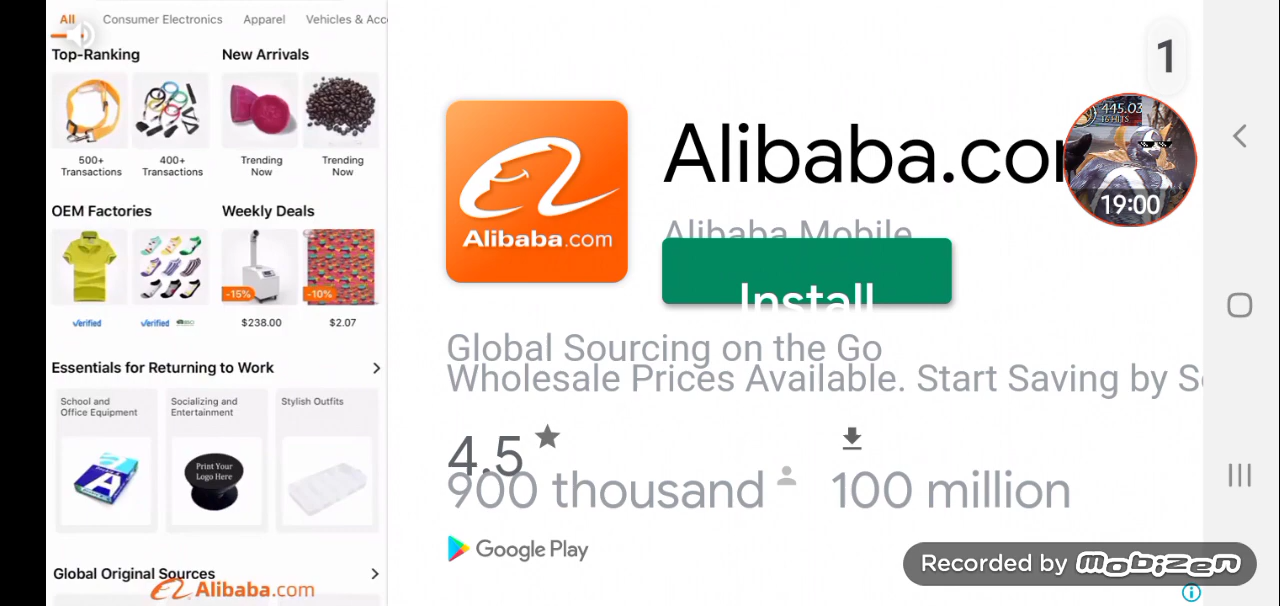 All Consumer Electronics Apparel Vehicles & Acc
Top-Ranking
New Arrivals
500+
Transactions
400+
Transactions
Trending
Now
Trending
Now
OEM Factories
Weekly Deals
-15%
-10%
verified
verified
$238.00
$2.07
Essentials for Returning to Work
School and
Office Equipment
Socializing and
Entertainment
Stylish Outfits
A
Print Your
Logo Here
Global Original Sources
Alibaba.com
1
Alibaba.com
Alibaba.com
445.03
16 HITS
19:00
Alibaba Mobile
Install
Global Sourcing on the Go
Wholesale Prices Available. Start Saving by S
4.5
900 thousand
100 million
Google Play
Recorded by mobizen